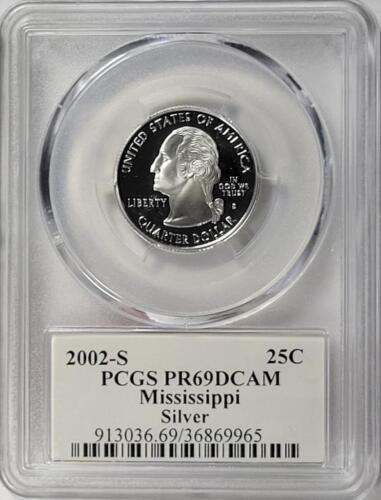 UNITED STATES OF AMERICA
LIBERTY
IN
GOD WE
TRUST
S
QUARTER DOLLAR
2002-S 25C
PCGS PR69DCAM
Mississippi
Silver
913036.69/36869965